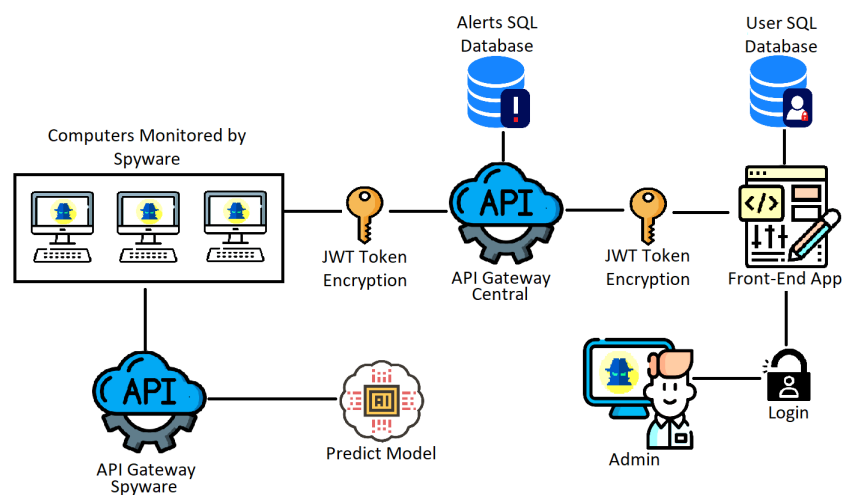 Alerts SQL
Database
User SQL
Database
Computers Monitored by
Spyware
API
</>
JWT Token
Encryption
API Gateway
Central
JWT Token
Encryption
Front-End App
API
AI
Login
Predict Model
Admin
API Gateway
Spyware